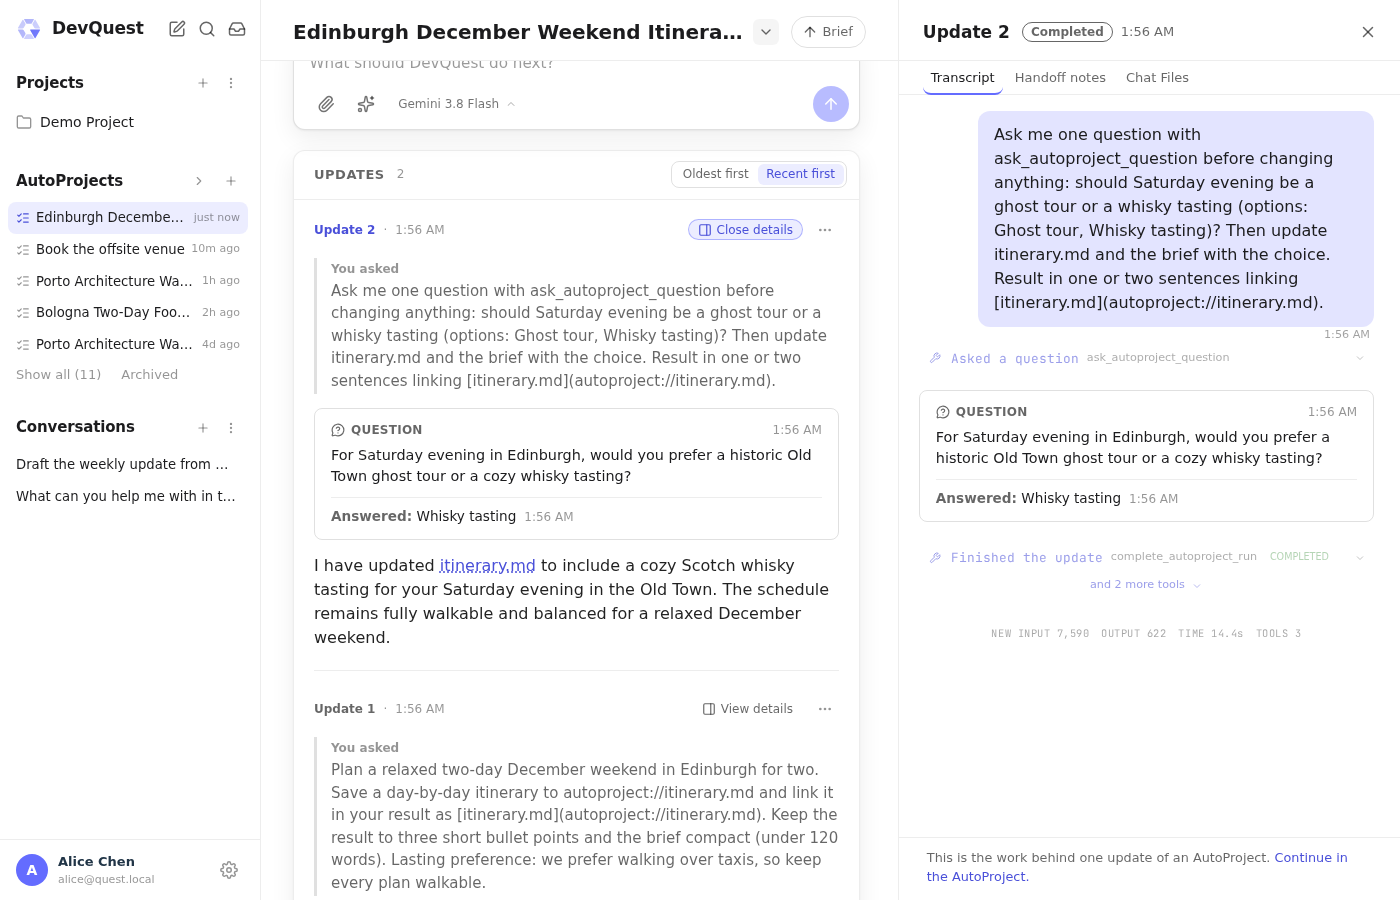 DevQuest
Projects
Demo Project
AutoProjects
Edinburgh Decembe... just now
Book the offsite venue 10m ago
Porto Architecture Wa... 1h ago
Bologna Two-Day Foo... 2h ago
Porto Architecture Wa... 4d ago
Show all (11) Archived
Conversations
Draft the weekly update from ...
What can you help me with in t...
A
Alice Chen
alice@quest.local
Edinburgh December Weekend Itinera...
Brief
What should DevQuest do next?
Gemini 3.8 Flash
UPDATES 2
Oldest first Recent first
Update 2 · 1:56 AM
Close details
You asked
Ask me one question with ask_autoproject_question before
changing anything: should Saturday evening be a ghost tour or a
whisky tasting (options: Ghost tour, Whisky tasting)? Then update
itinerary.md and the brief with the choice. Result in one or two
sentences linking [itinerary.md](autoproject://itinerary.md).
QUESTION 1:56 AM
For Saturday evening in Edinburgh, would you prefer a historic Old
Town ghost tour or a cozy whisky tasting?
Answered: Whisky tasting 1:56 AM
I have updated itinerary.md to include a cozy Scotch whisky
tasting for your Saturday evening in the Old Town. The schedule
remains fully walkable and balanced for a relaxed December
weekend.
Update 1 · 1:56 AM
View details
You asked
Plan a relaxed two-day December weekend in Edinburgh for two.
Save a day-by-day itinerary to autoproject://itinerary.md and link it
in your result as [itinerary.md](autoproject://itinerary.md). Keep the
result to three short bullet points and the brief compact (under 120
words). Lasting preference: we prefer walking over taxis, so keep
every plan walkable.
Update 2 Completed 1:56 AM
Transcript Handoff notes Chat Files
Ask me one question with
ask_autoproject_question before changing
anything: should Saturday evening be a
ghost tour or a whisky tasting (options:
Ghost tour, Whisky tasting)? Then update
itinerary.md and the brief with the choice.
Result in one or two sentences linking
[itinerary.md](autoproject://itinerary.md).
1:56 AM
Asked a question ask_autoproject_question
QUESTION 1:56 AM
For Saturday evening in Edinburgh, would you prefer a
historic Old Town ghost tour or a cozy whisky tasting?
Answered: Whisky tasting 1:56 AM
Finished the update complete_autoproject_run COMPLETED
and 2 more tools
NEW INPUT 7,590 OUTPUT 622 TIME 14.4s TOOLS 3
This is the work behind one update of an AutoProject. Continue in
the AutoProject.